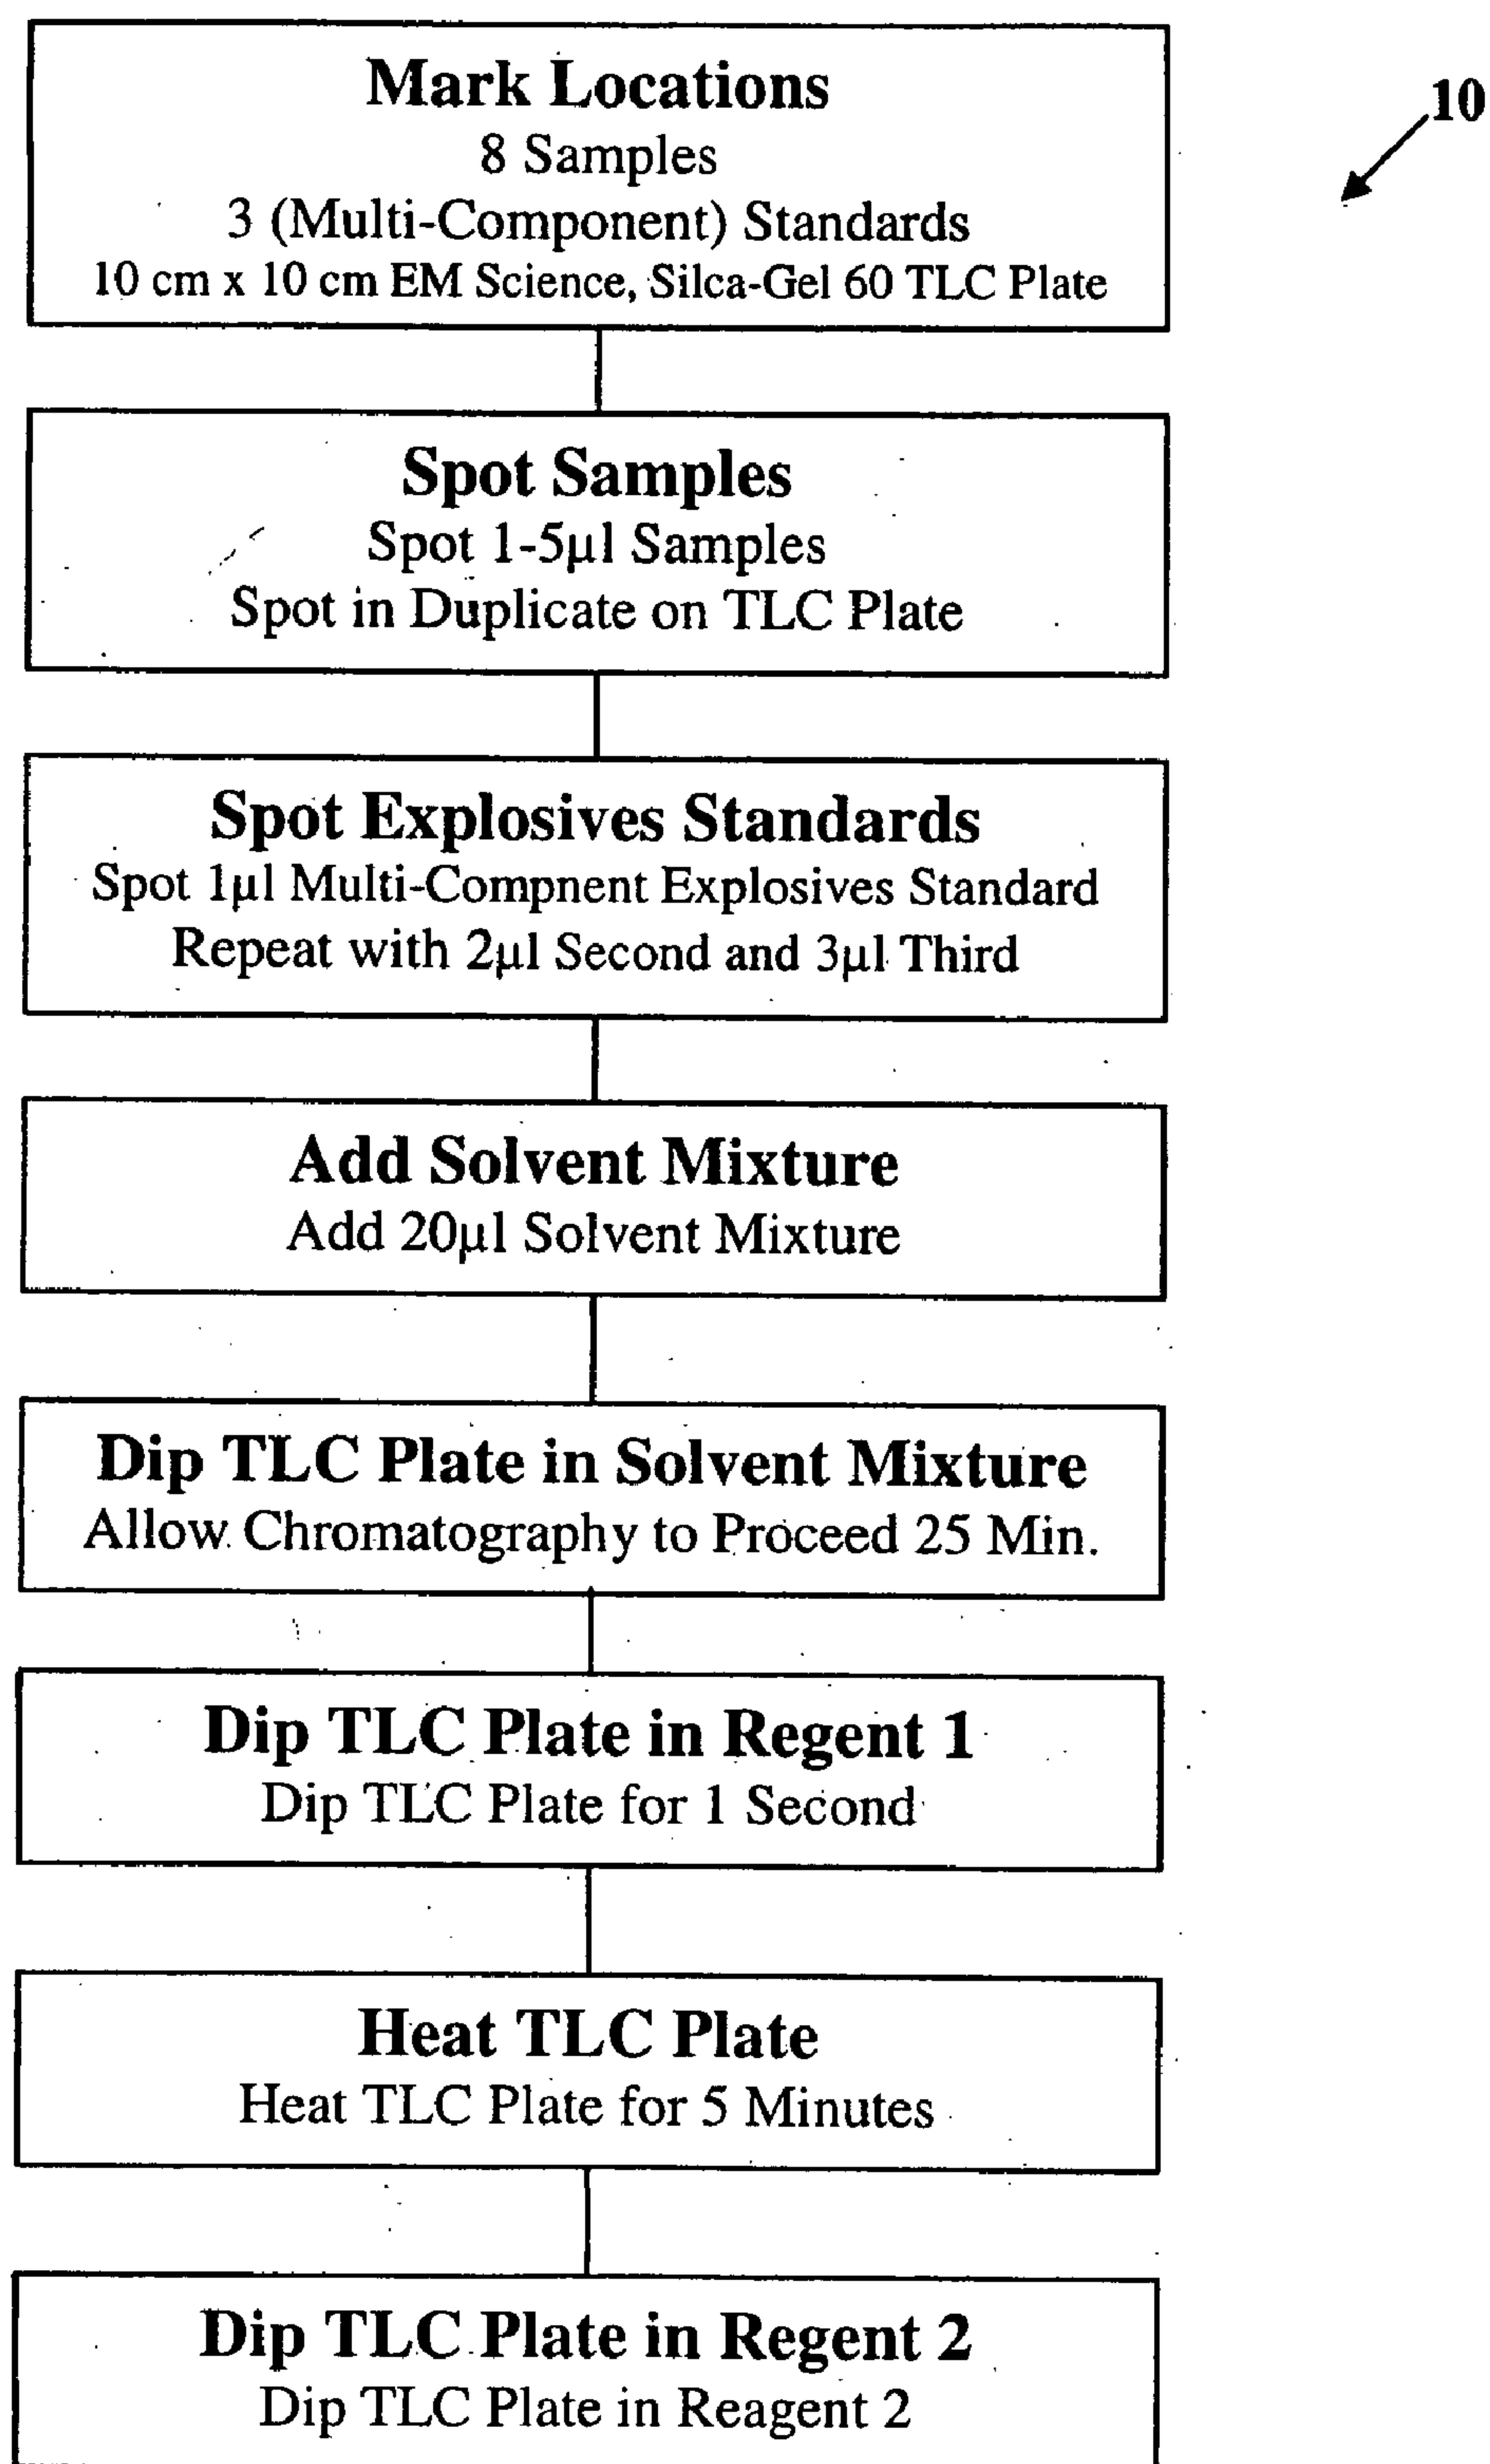 Mark Locations
10
8 Samples
3 (Multi-Component) Standards
10 cm x 10 cm EM Science, Silca-Gel 60 TLC Plate
Spot Samples
Spot 1-5µl Samples
Spot in Duplicate on TLC Plate
Spot Explosives Standards
Spot 1µl Multi-Compnent Explosives Standard
Repeat with 2µl Second and 3µl Third
Add Solvent Mixture
Add 20µl Solvent Mixture
Dip TLC Plate in Solvent Mixture
Allow Chromatography to Proceed 25 Min.
Dip TLC Plate in Regent 1
Dip TLC Plate for 1 Second
Heat TLC Plate
Heat TLC Plate for 5 Minutes
Dip TLC Plate in Regent 2
Dip TLC Plate in Reagent 2